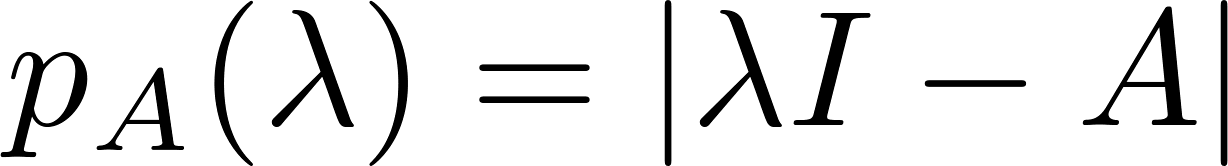 p_A(λ) = |λI − A|